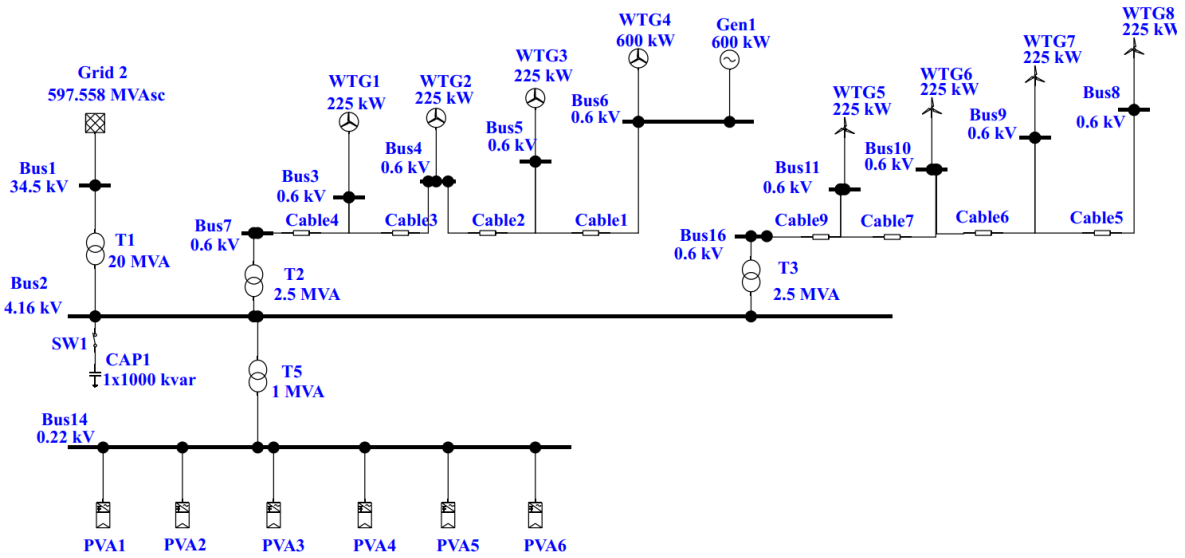 WTG4
600 kW
Gen1
600 kW
WTG8
225 kW
WTG3
225 kW
WTG7
225 kW
Grid 2
597.558 MVAsc
WTG1
225 kW
WTG2
225 kW
WTG6
225 kW
WTG5
225 kW
Bus6
0.6 kV
Bus8
0.6 kV
Bus5
0.6 kV
Bus9
0.6 kV
Bus4
0.6 kV
Bus10
0.6 kV
Bus1
34.5 kV
Bus3
0.6 kV
Bus11
0.6 kV
Bus7
0.6 kV
Cable4
Cable3
Cable2
Cable1
Bus16
0.6 kV
Cable9
Cable7
Cable6
Cable5
T1
20 MVA
T2
2.5 MVA
T3
2.5 MVA
Bus2
4.16 kV
SW1
CAP1
1x1000 kvar
T5
1 MVA
Bus14
0.22 kV
PVA1
PVA2
PVA3
PVA4
PVA5
PVA6